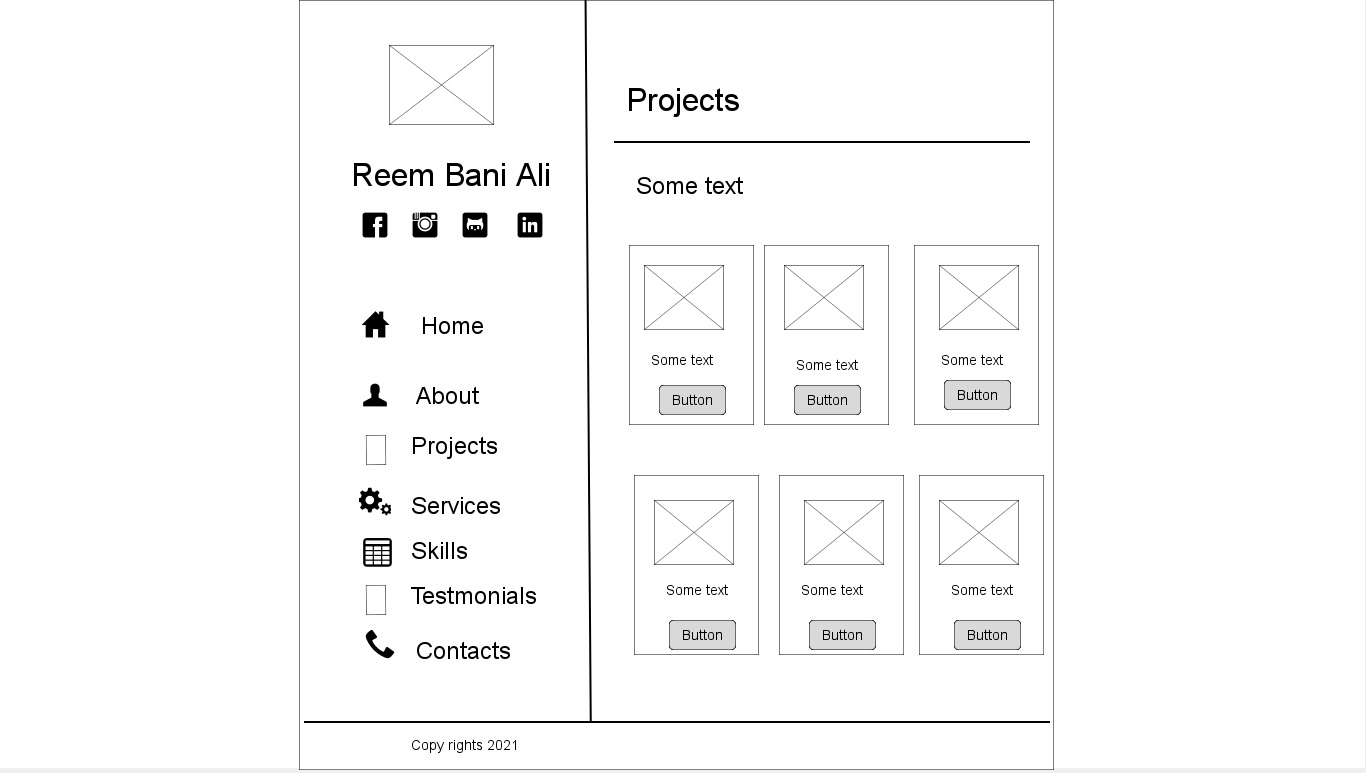 Reem Bani Ali
Home
About
Projects
Services
Skills
Testmonials
Contacts
Projects
Some text
Some text
Some text
Some text
Button
Button
Button
Some text
Some text
Some text
Button
Button
Button
Copy rights 2021